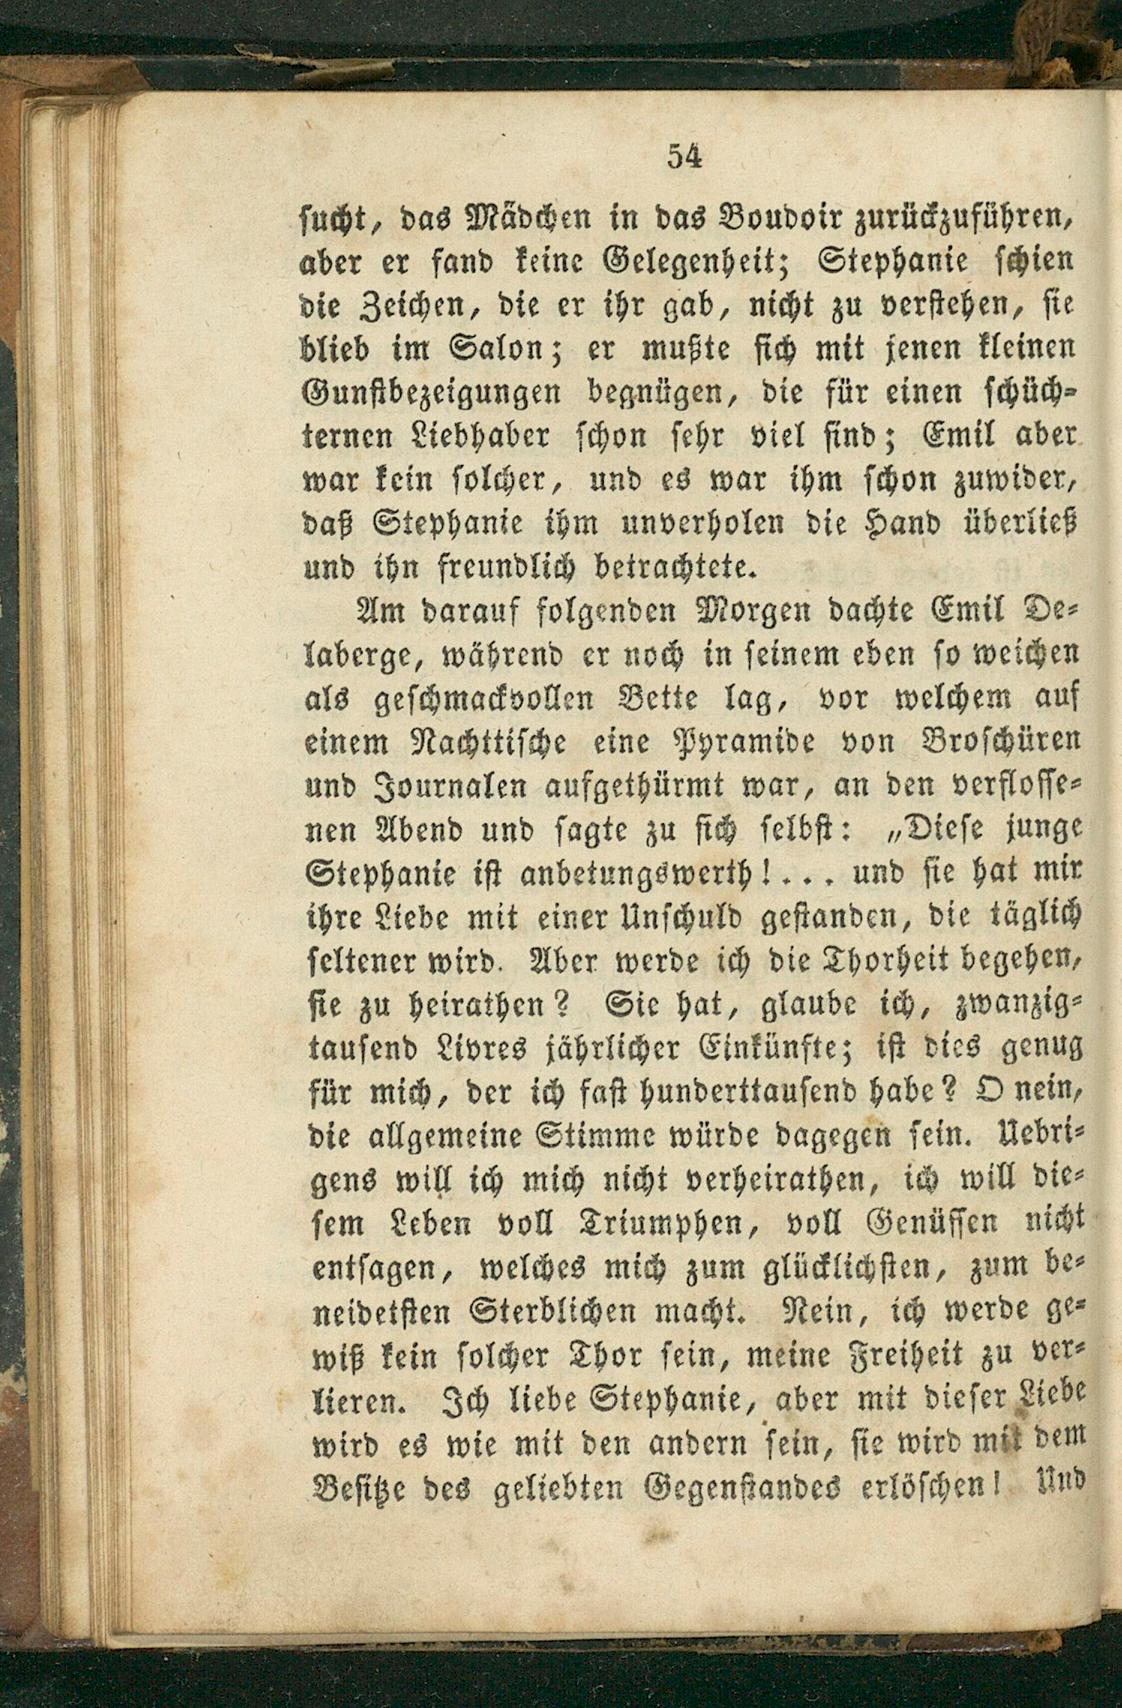 54
sucht, das Mädchen in das Boudoir zurückzuführen,
aber er fand keine Gelegenheit; Stephanie schien
die Zeichen, die er ihr gab, nicht zu verstehen, sie
blieb im Salon; er mußte sich mit jenen kleinen
Gunstbezeigungen begnügen, die für einen schüch-
ternen Liebhaber schon sehr viel sind; Emil aber
war kein solcher, und es war ihm schon zuwider,
daß Stephanie ihm unverholen die Hand überließ
und ihn freundlich betrachtete.
Am darauf folgenden Morgen dachte Emil De-
laberge, während er noch in seinem eben so weichen
als geschmackvollen Bette lag, vor welchem auf
einem Nachttische eine Pyramide von Broschüren
und Journalen aufgethürmt war, an den verflosse-
nen Abend und sagte zu sich selbst: „Diese junge
Stephanie ist anbetungswerth!... und sie hat mir
ihre Liebe mit einer Unschuld gestanden, die täglich
seltener wird. Aber werde ich die Thorheit begehen,
sie zu heirathen? Sie hat, glaube ich, zwanzig-
tausend Livres jährlicher Einkünfte; ist dies genug
für mich, der ich fast hunderttausend habe? O nein,
die allgemeine Stimme würde dagegen sein. Uebri-
gens will ich mich nicht verheirathen, ich will die-
sem Leben voll Triumphen, voll Genüssen nicht
entsagen, welches mich zum glücklichsten, zum be-
neidetsten Sterblichen macht. Nein, ich werde ge-
wiß kein solcher Thor sein, meine Freiheit zu ver-
lieren. Ich liebe Stephanie, aber mit dieser Liebe
wird es wie mit den andern sein, sie wird mit dem
Besitze des geliebten Gegenstandes erlöschen! Und